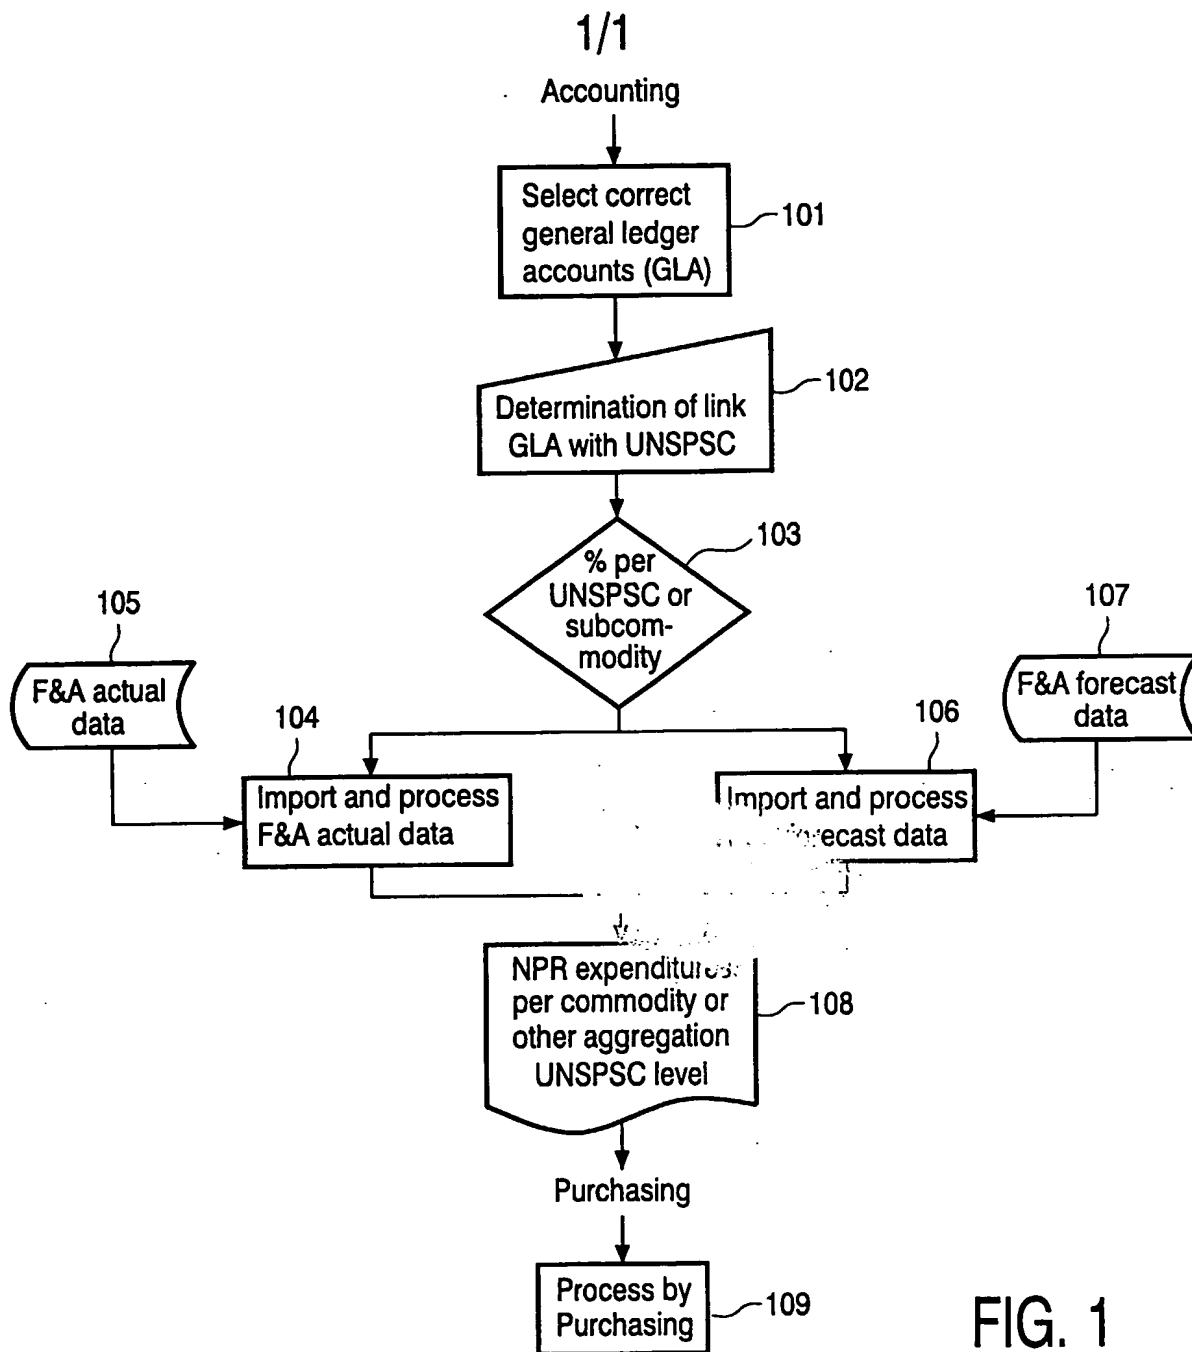 1/1
Accounting
Select correct
general ledger
accounts (GLA)
101
Determination of link
GLA with UNSPSC
102
% per
UNSPSC or
subcom-
modity
103
105
F&A actual
data
107
F&A forecast
data
104
Import and process
F&A actual data
106
Import and process
forecast data
NPR expenditures
per commodity or
other aggregation
UNSPSC level
108
Purchasing
Process by
Purchasing
109
FIG. 1